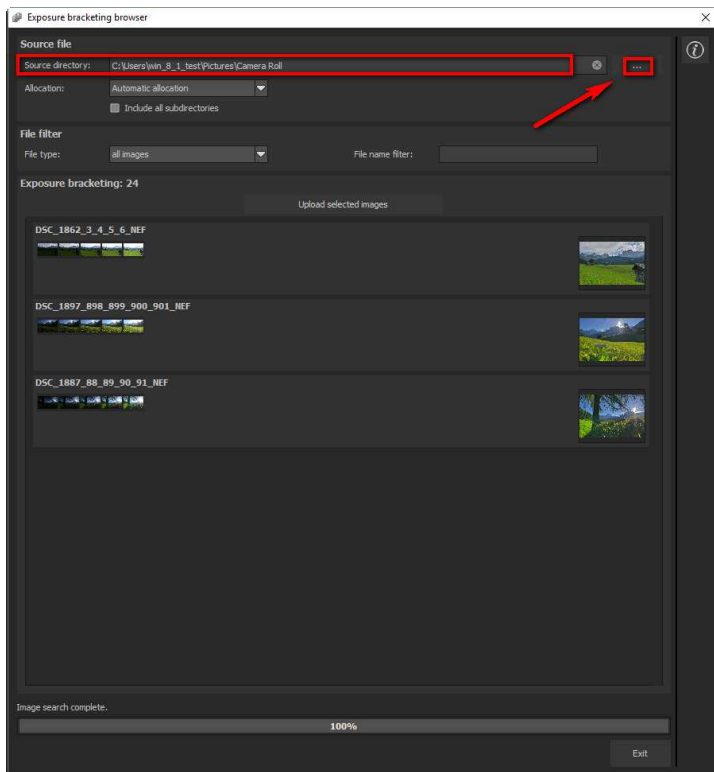 Exposure bracketing browser
Source file
Source directory: C:\Users\win_8_1_test\Pictures\Camera Roll ...
Allocation: Automatic allocation
Include all subdirectories
File filter
File type: all images File name filter:
Exposure bracketing: 24
Upload selected images
DSC_1862_3_4_5_6_NEF
DSC_1897_898_899_900_901_NEF
DSC_1887_88_89_90_91_NEF
Image search complete.
100%
Exit